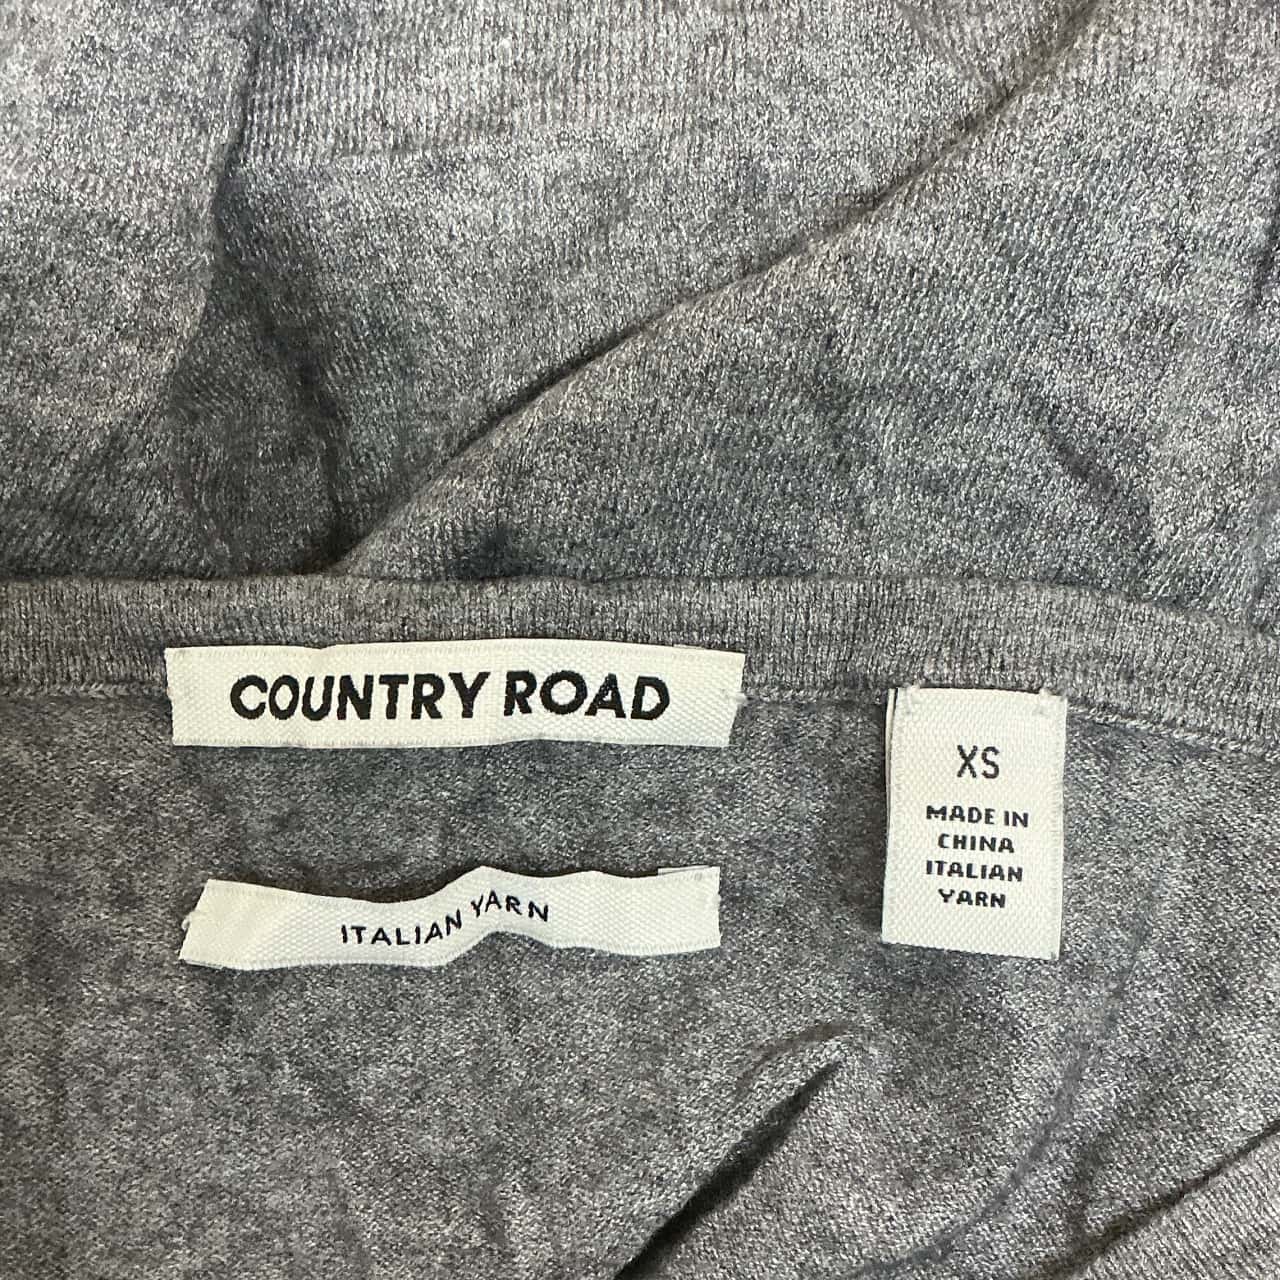 COUNTRY ROAD
ITALIAN YARN
XS
MADE IN
CHINA
ITALIAN
YARN